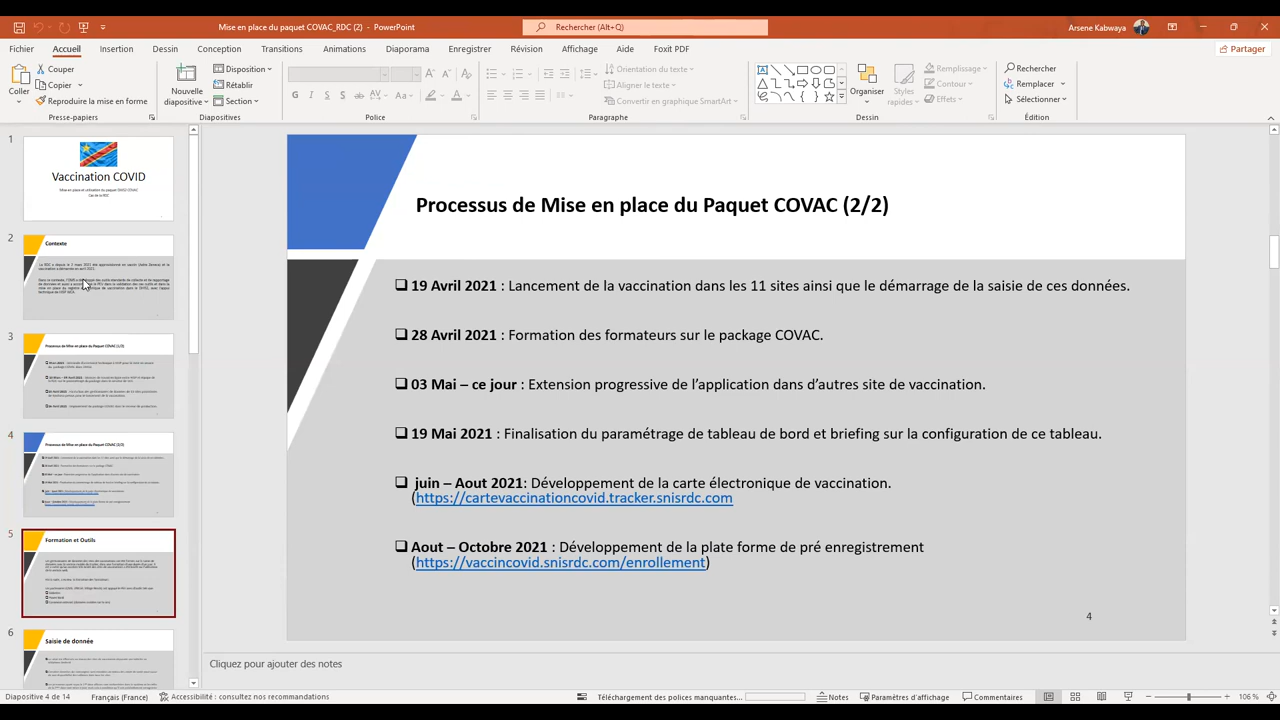 Mise en place du paquet COVAC_RDC (2) - PowerPoint
Rechercher (Alt+Q)
Arsene Kabwaya
Fichier Accueil Insertion Dessin Conception Transitions Animations Diaporama Enregistrer Révision Affichage Aide Foxit PDF
Partager
Coller
Couper
Copier
Reproduire la mise en forme
Presse-papiers
Nouvelle diapositive
Disposition
Rétablir
Section
Diapositives
G I S S ab AV Aa
Police
Orientation du texte
Aligner le texte
Convertir en graphique SmartArt
Paragraphe
Organiser
Styles rapides
Remplissage
Contour
Effets
Dessin
Rechercher
Remplacer
Sélectionner
Édition
1
Vaccination COVID
2
Contexte
3
Processus de Mise en place du Paquet COVAC (1/2)
4
Processus de Mise en place du Paquet COVAC (2/2)
5
Formation et Outils
6
Saisie de donnée
Processus de Mise en place du Paquet COVAC (2/2)
19 Avril 2021 : Lancement de la vaccination dans les 11 sites ainsi que le démarrage de la saisie de ces données.
28 Avril 2021 : Formation des formateurs sur le package COVAC.
03 Mai – ce jour : Extension progressive de l’application dans d’autres site de vaccination.
19 Mai 2021 : Finalisation du paramétrage de tableau de bord et briefing sur la configuration de ce tableau.
juin – Aout 2021: Développement de la carte électronique de vaccination.
(https://cartevaccinationcovid.tracker.snisrdc.com
Aout – Octobre 2021 : Développement de la plate forme de pré enregistrement
(https://vaccincovid.snisrdc.com/enrollement)
4
Cliquez pour ajouter des notes
Diapositive 4 de 14 Français (France) Accessibilité : consultez nos recommandations Téléchargement des polices manquantes... Notes Paramètres d'affichage Commentaires 106 %